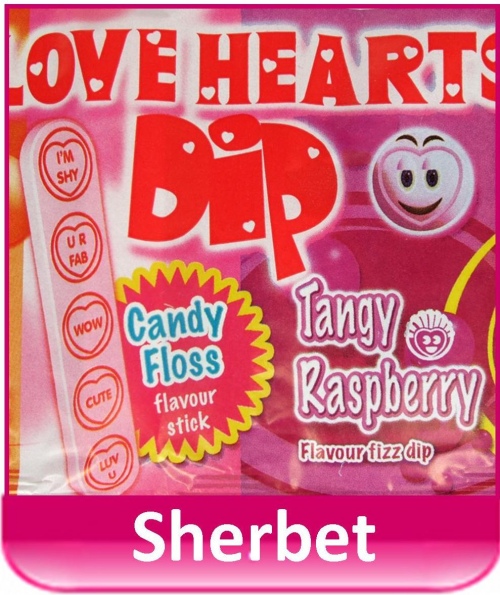 LOVE HEARTS
Dip
I'M
SHY
U R
FAB
WOW
CUTE
LUV
U
Candy
Floss
flavour
stick
Tangy
Raspberry
Flavour fizz dip
Sherbet